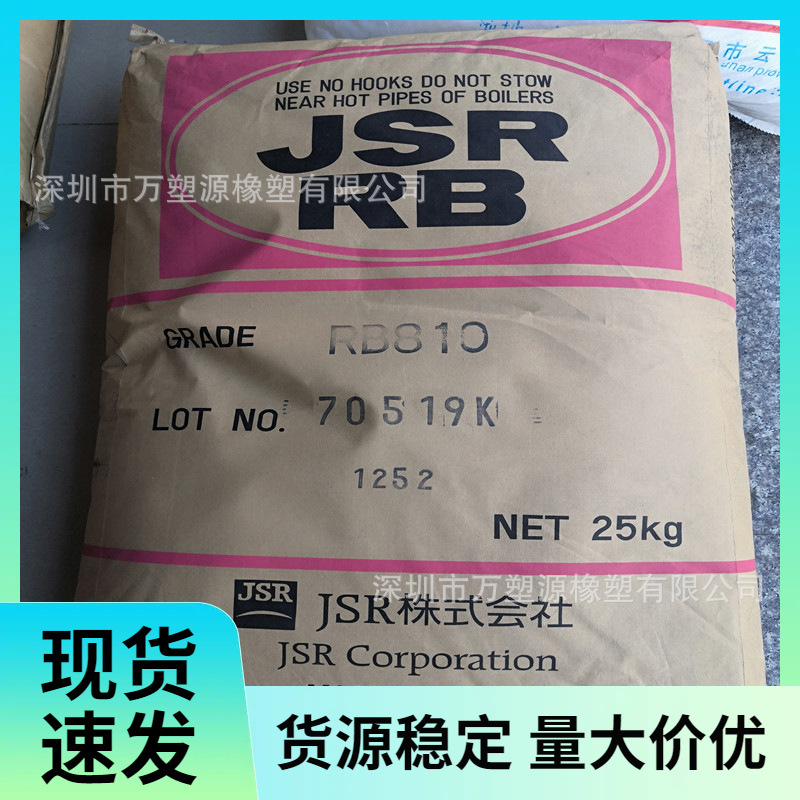 USE NO HOOKS DO NOT STOW
NEAR HOT PIPES OF BOILERS
JSR
RB
深圳市万塑源橡塑有限公司
GRADE RB810
LOT NO. 70519K
1252
NET 25kg
深圳市万塑源橡塑有限公司
JSR JSR株式会社
JSR Corporation
市云
现货
速发
货源稳定 量大价优